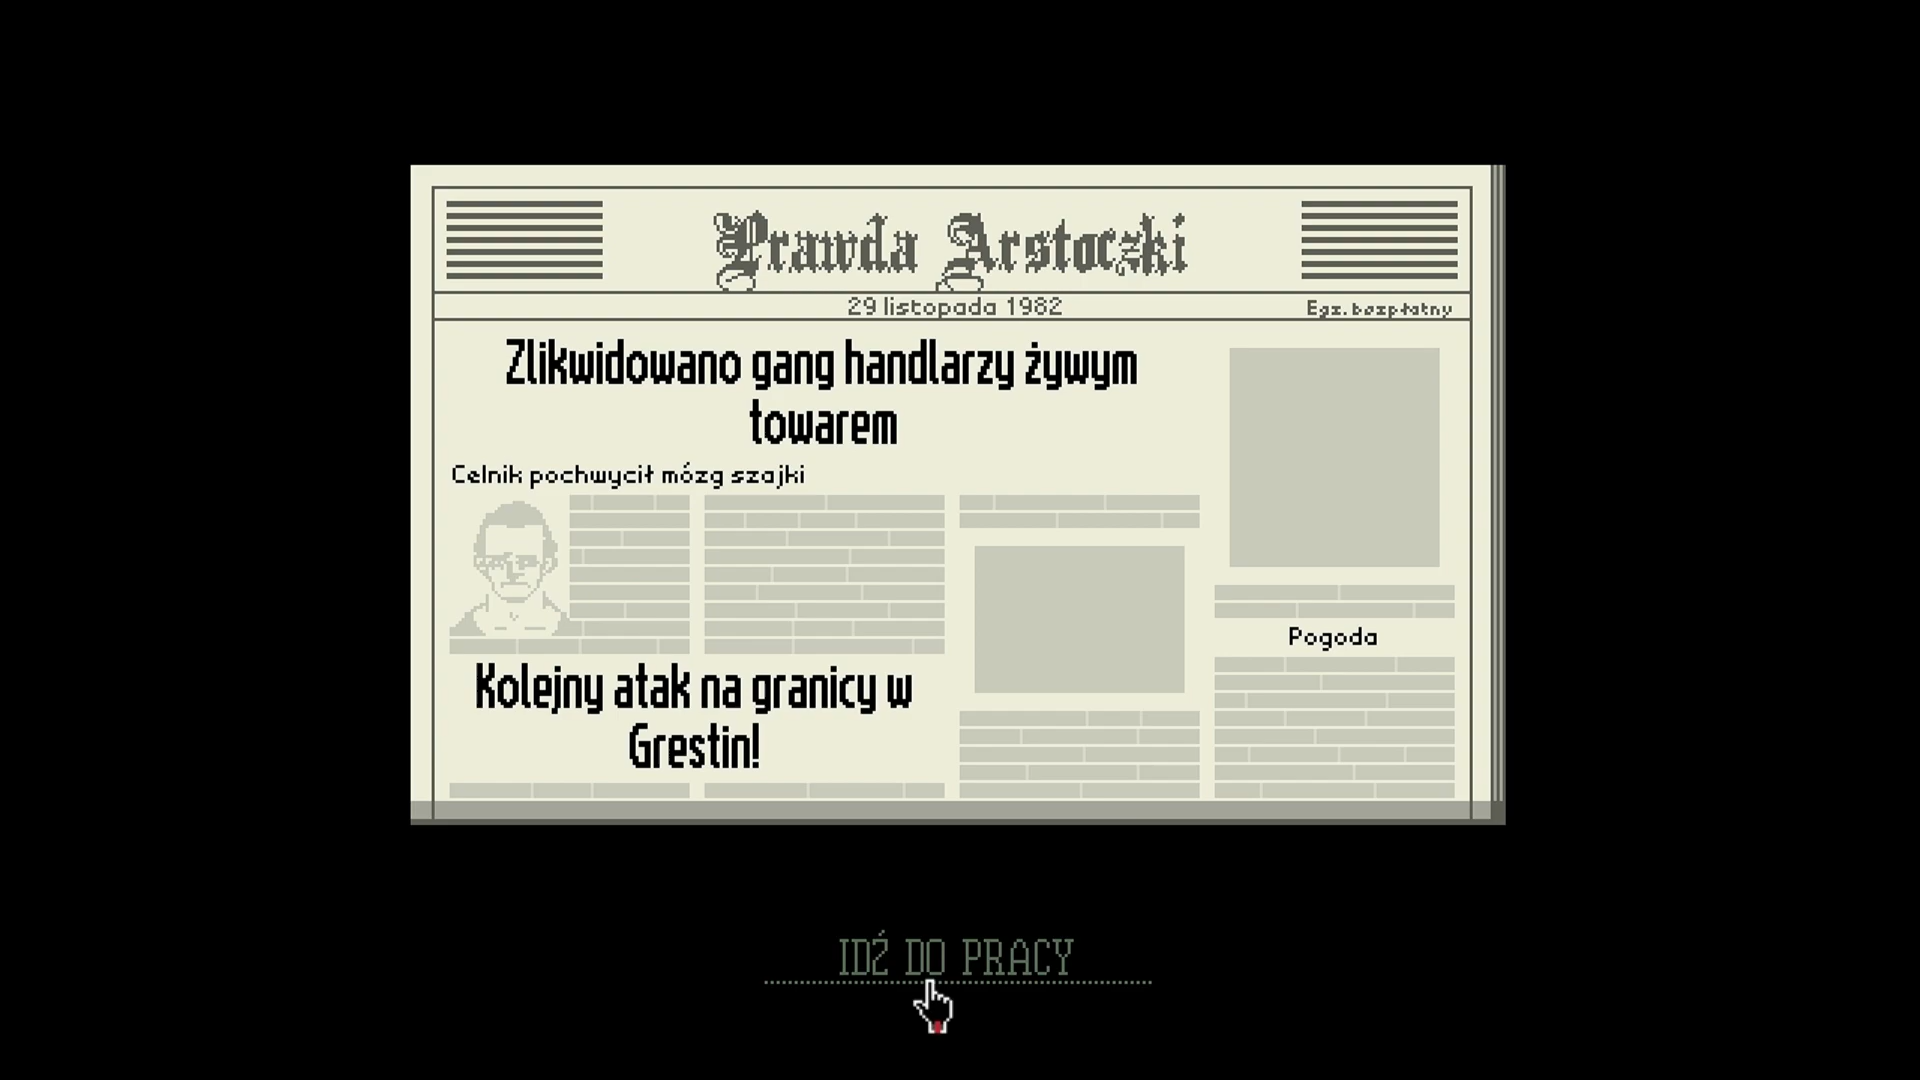 Prawda Arstoczki
29 listopada 1982
Egz. bezpłatny
Zlikwidowano gang handlarzy żywym
towarem
Celnik pochwycił mózg szajki
Kolejny atak na granicy w
Grestin!
Pogoda
IDŹ DO PRACY